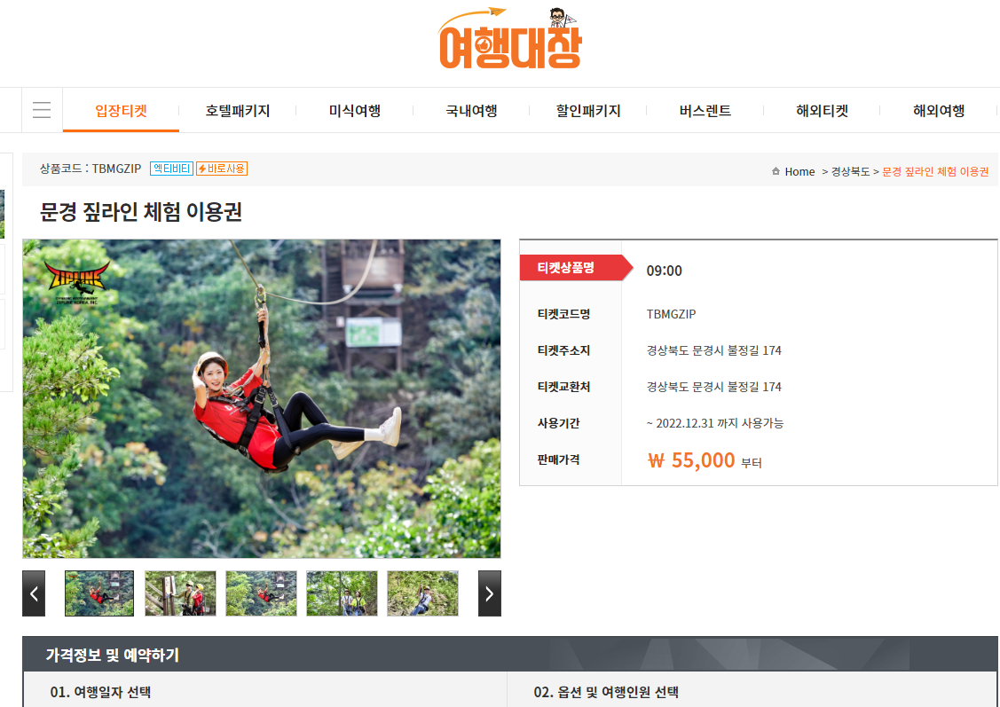 여행대장
입장티켓 호텔패키지 미식여행 국내여행 할인패키지 버스렌트 해외티켓 해외여행
상품코드 : TBMGZIP 엑티비티 바로사용 Home > 경상북도 > 문경 짚라인 체험 이용권
문경 짚라인 체험 이용권
ZIPLINE
티켓상품명 09:00
티켓코드명 TBMGZIP
티켓주소지 경상북도 문경시 불정길 174
티켓교환처 경상북도 문경시 불정길 174
사용기간 ~ 2022.12.31 까지 사용가능
판매가격 ₩ 55,000 부터
가격정보 및 예약하기
01. 여행일자 선택 02. 옵션 및 여행인원 선택